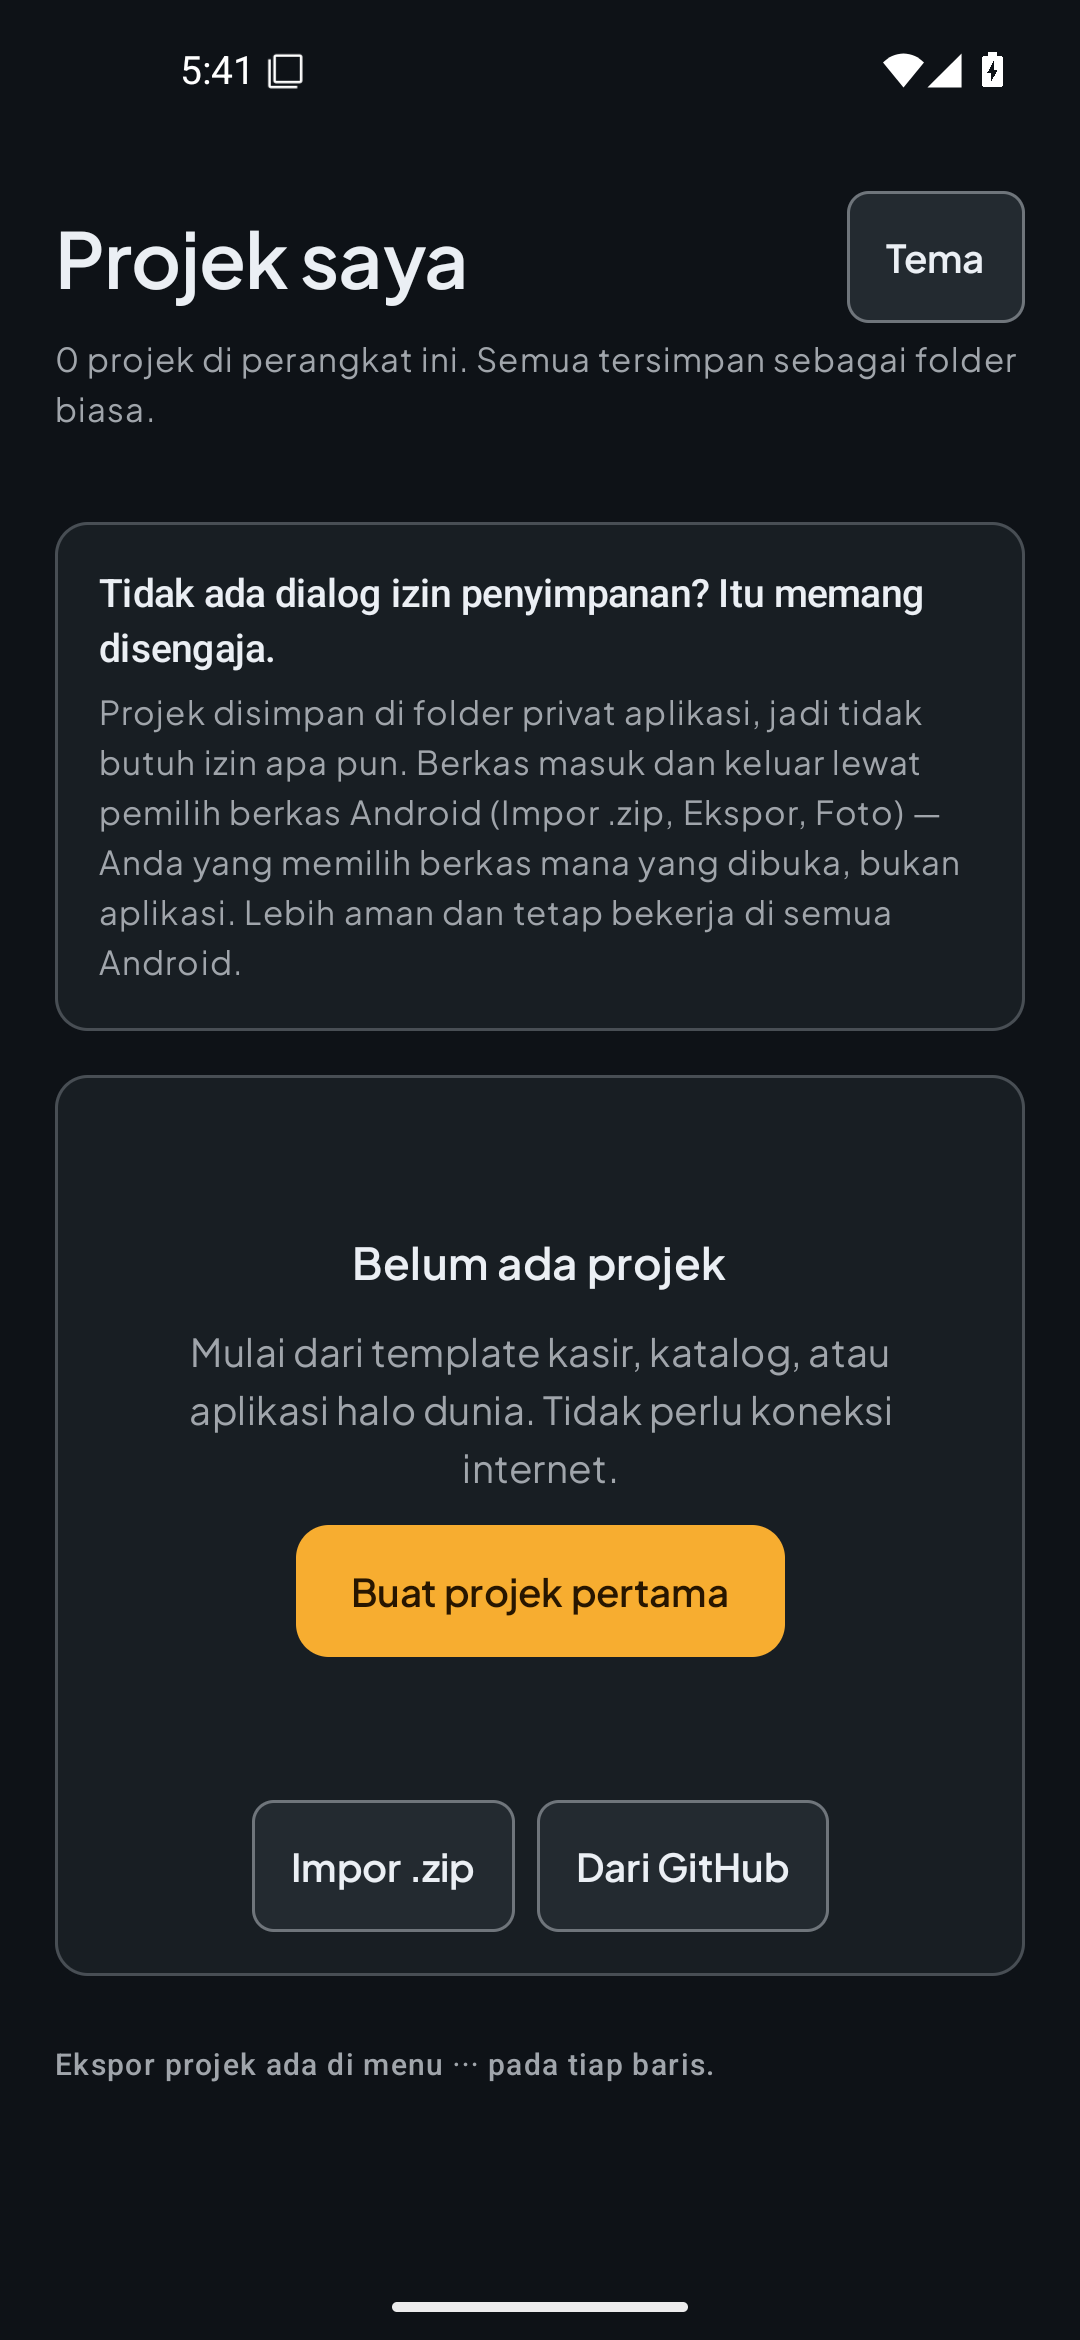 5:41
Projek saya
Tema
0 projek di perangkat ini. Semua tersimpan sebagai folder
biasa.
Tidak ada dialog izin penyimpanan? Itu memang
disengaja.
Projek disimpan di folder privat aplikasi, jadi tidak
butuh izin apa pun. Berkas masuk dan keluar lewat
pemilih berkas Android (Impor .zip, Ekspor, Foto) —
Anda yang memilih berkas mana yang dibuka, bukan
aplikasi. Lebih aman dan tetap bekerja di semua
Android.
Belum ada projek
Mulai dari template kasir, katalog, atau
aplikasi halo dunia. Tidak perlu koneksi
internet.
Buat projek pertama
Impor .zip
Dari GitHub
Ekspor projek ada di menu ⋯ pada tiap baris.